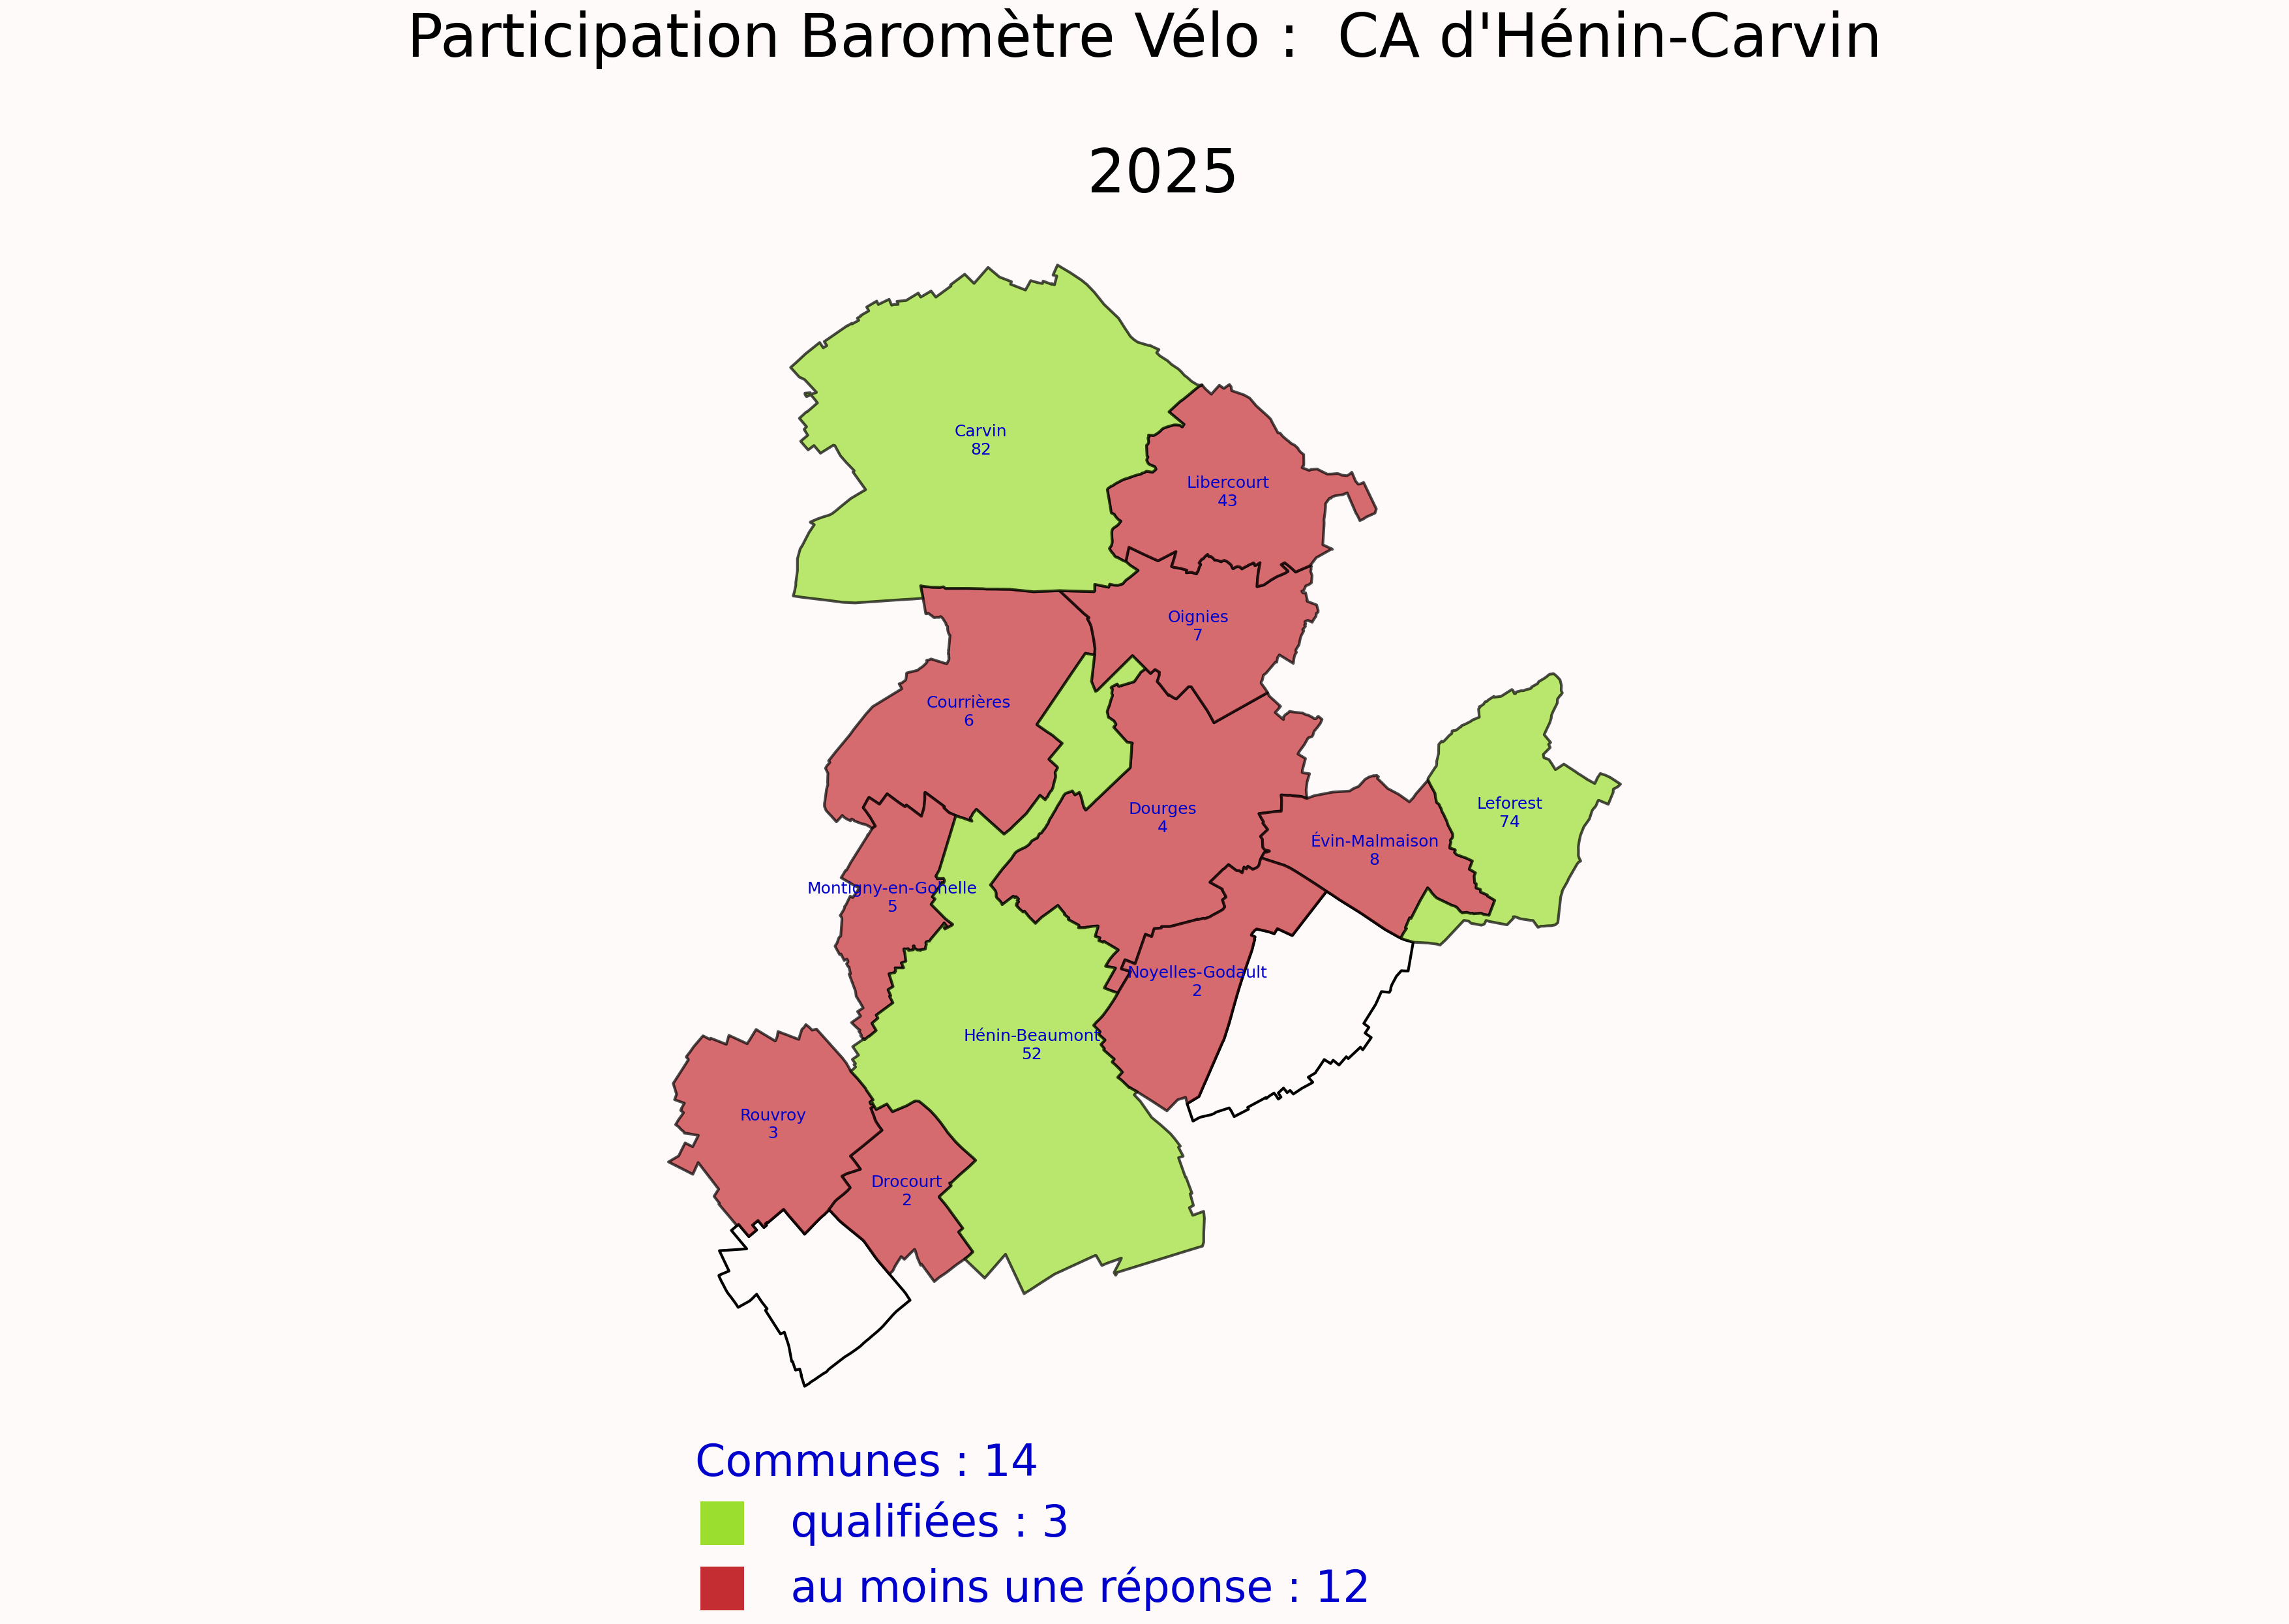 Participation Baromètre Vélo :  CA d'Hénin-Carvin
2025
Carvin
82
Libercourt
43
Oignies
7
Courrières
6
Leforest
74
Dourges
4
Évin-Malmaison
8
Montigny-en-Gohelle
5
Noyelles-Godault
2
Hénin-Beaumont
52
Rouvroy
3
Drocourt
2
Communes : 14
qualifiées : 3
au moins une réponse : 12